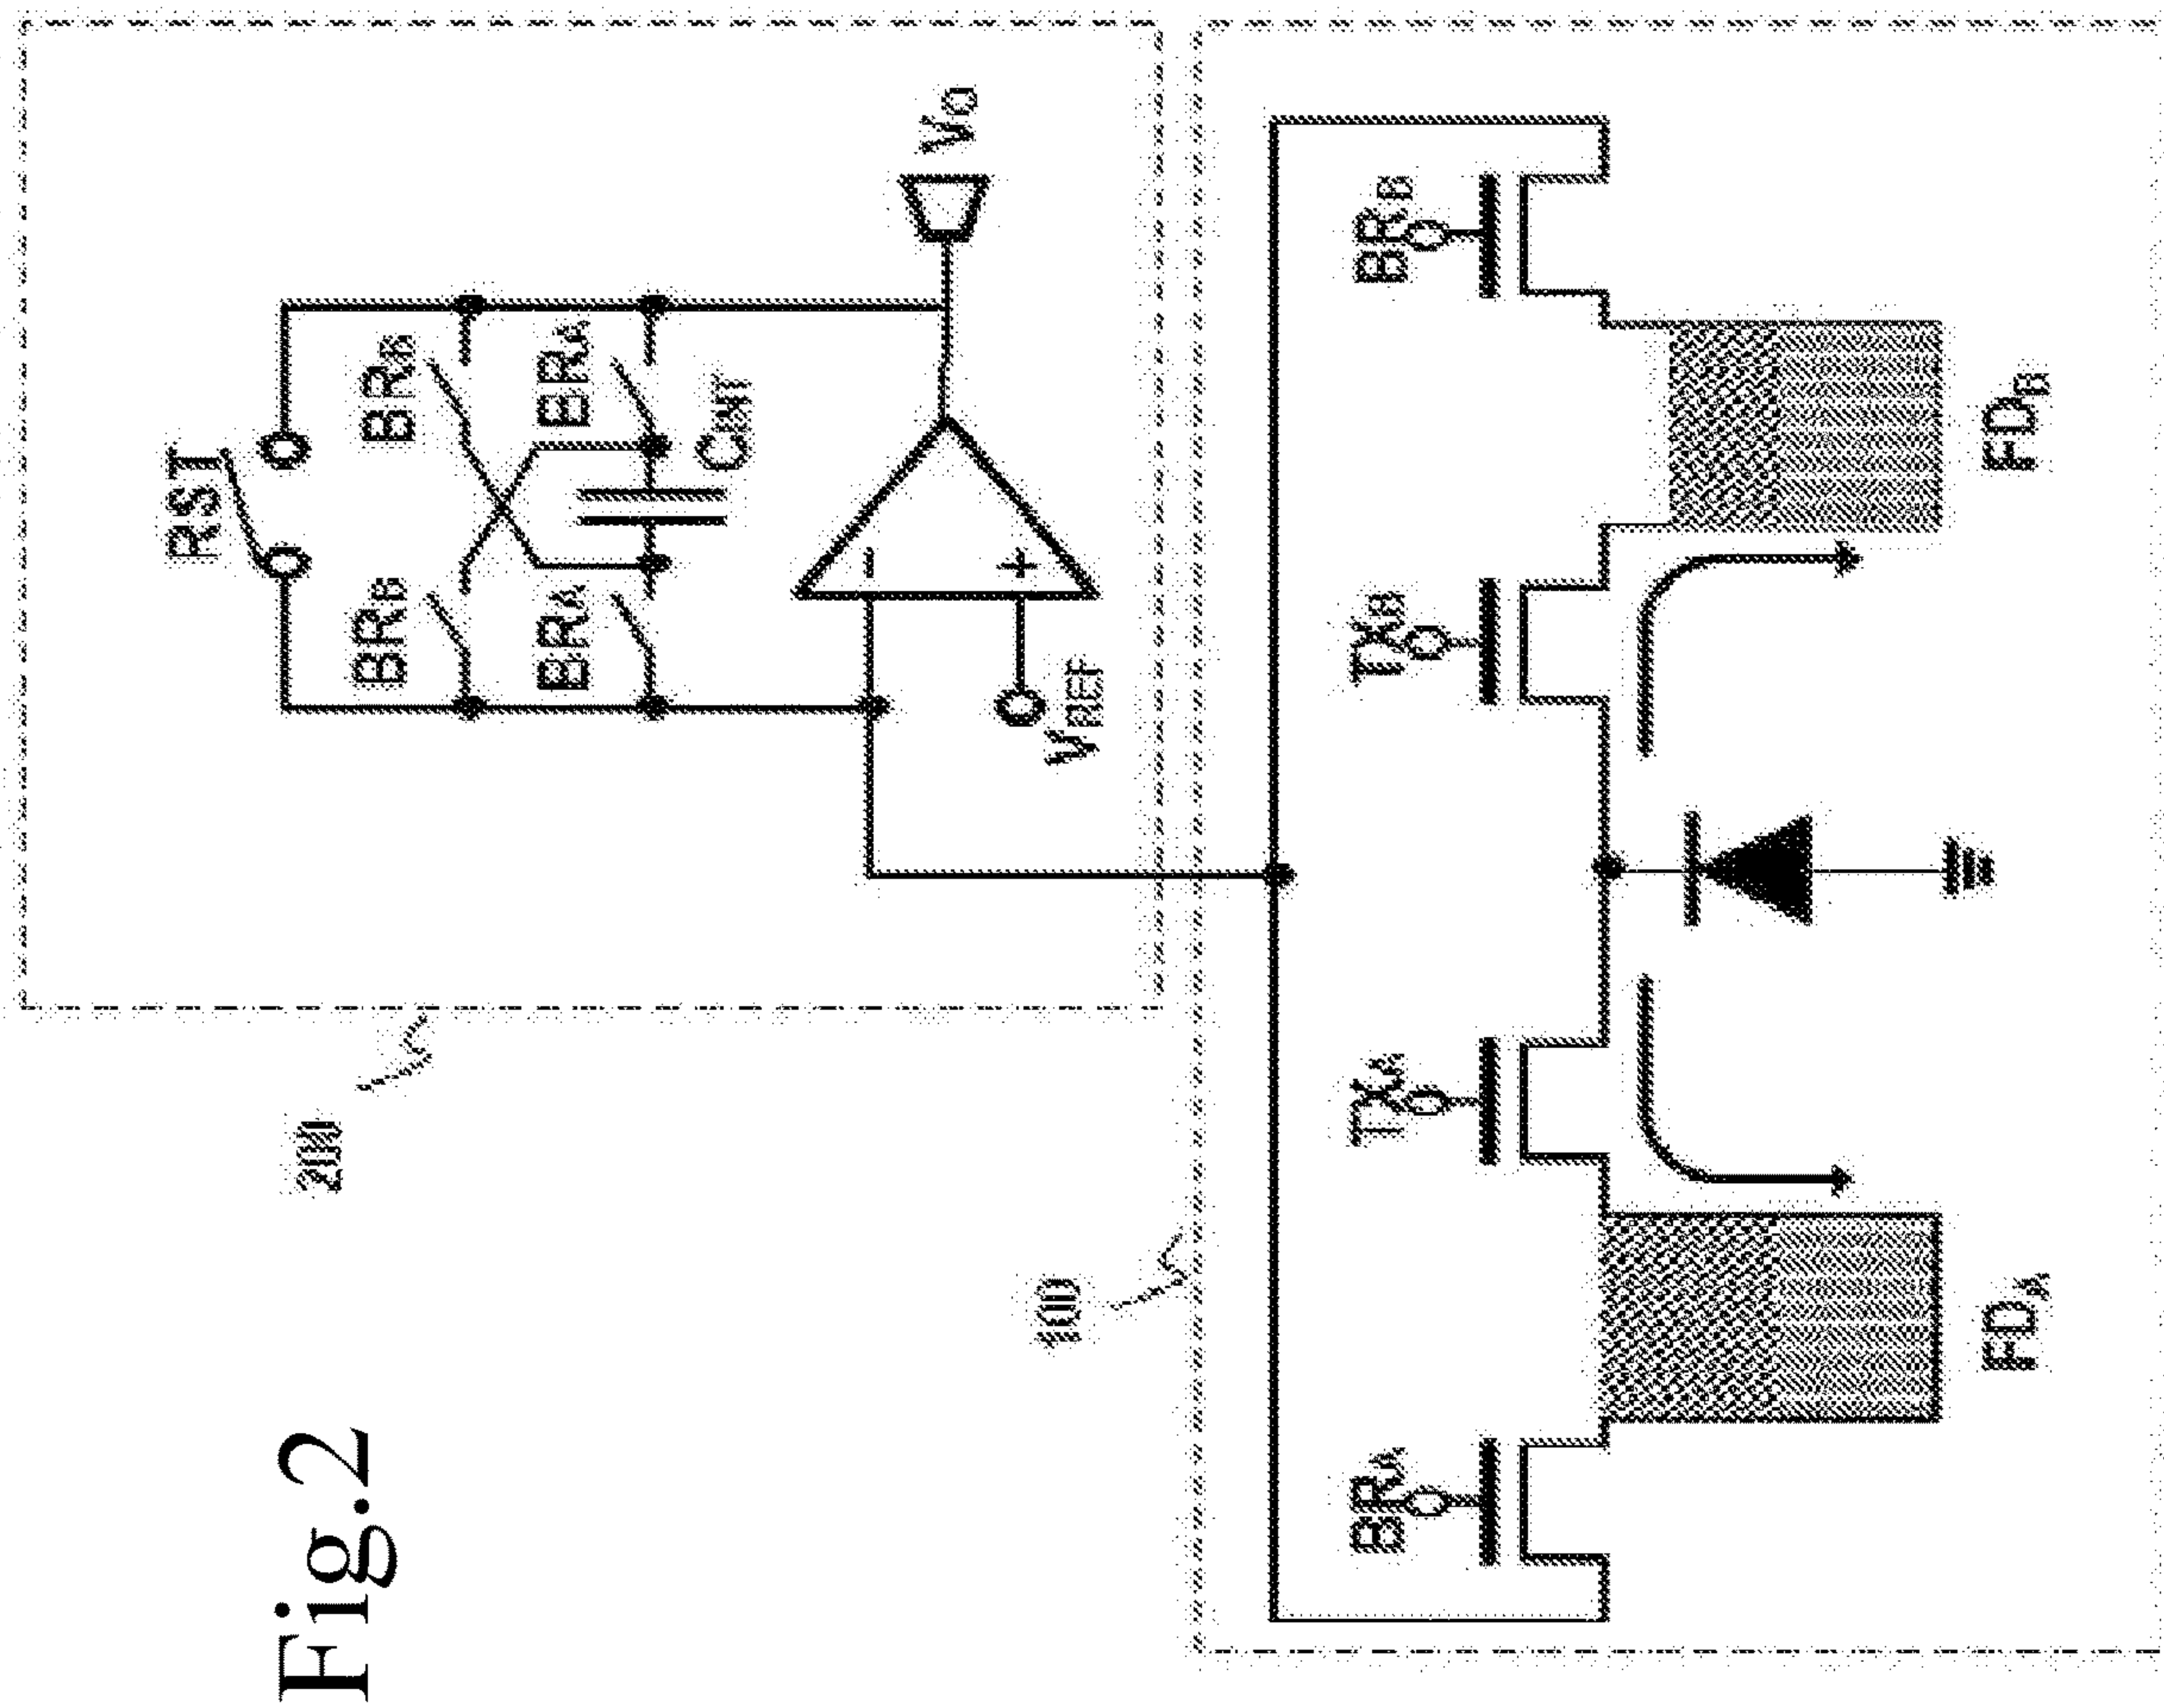 Fig.2
200
RST
BRB
BRB
BRA
BRA
CINT
−
+
VREF
VO
100
BRA
TXA
TXB
BRB
FDA
FDB